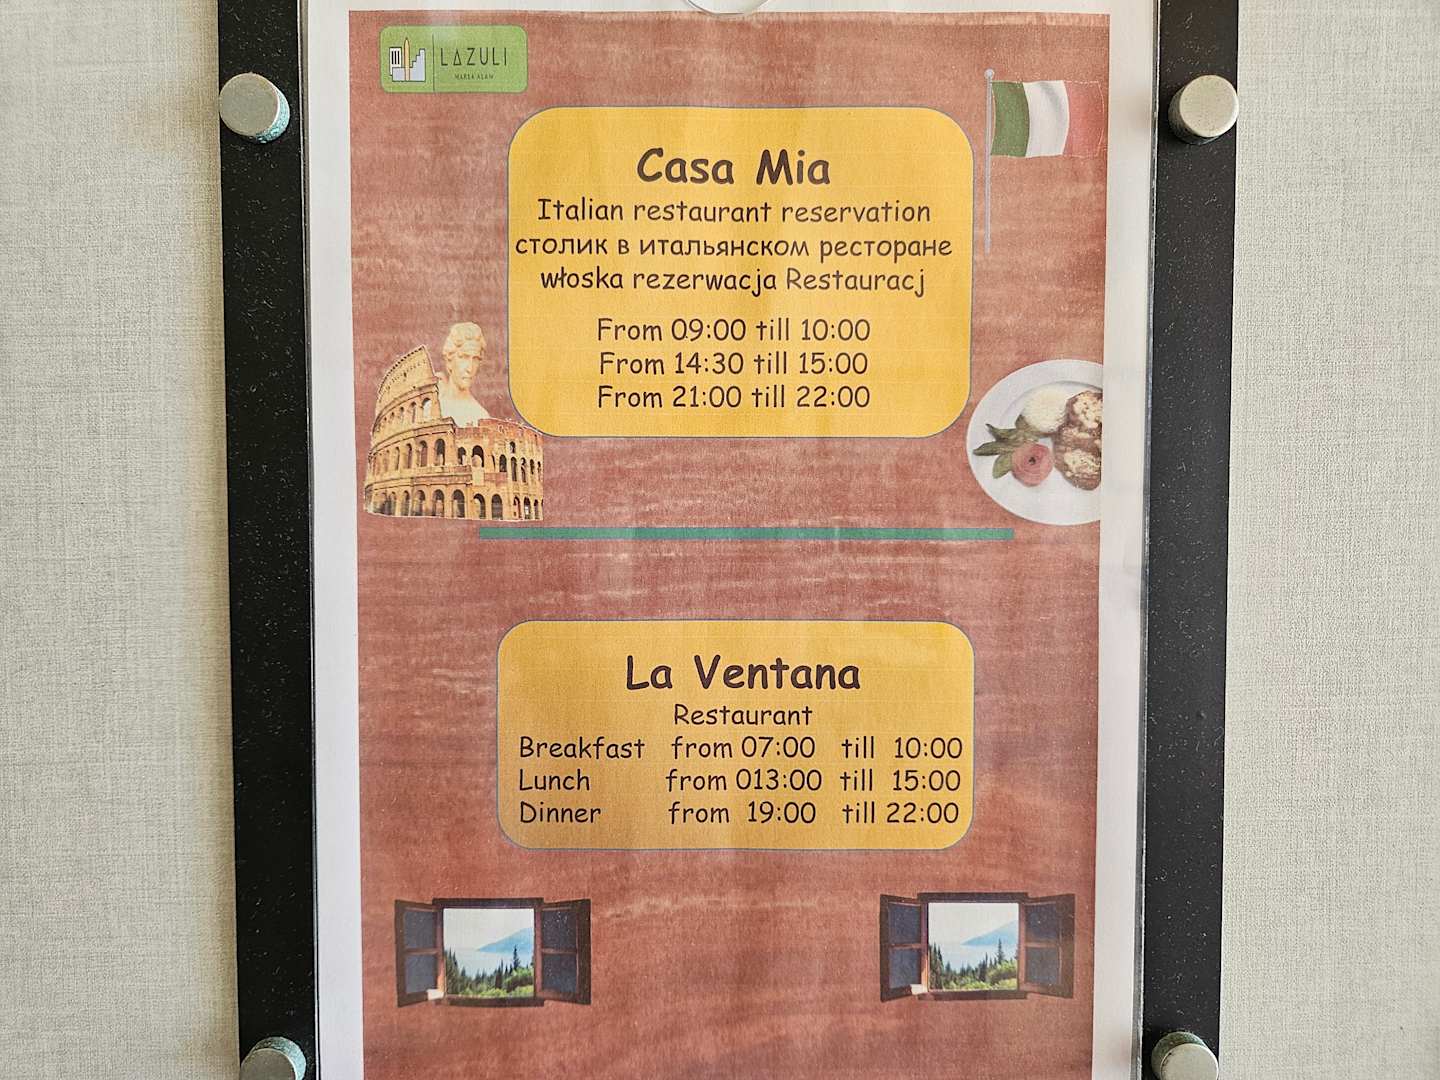 LAZULI
MARSA ALAM
Casa Mia
Italian restaurant reservation
столик в итальянском ресторане
włoska rezerwacja Restauracj
From 09:00 till 10:00
From 14:30 till 15:00
From 21:00 till 22:00
La Ventana
Restaurant
Breakfast from 07:00 till 10:00
Lunch from 013:00 till 15:00
Dinner from 19:00 till 22:00